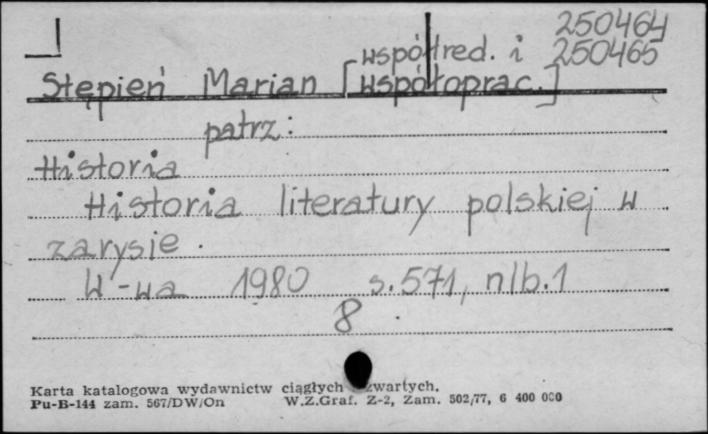 250464
współred. i 250465
Stępień Marian [współoprac.]
patrz:
Historia
Historia literatury polskiej w
zarysie.
W-wa 1980 s.571, nlb.1
8
Karta katalogowa wydawnictw ciągłych zwartych.
Pu-B-144 zam. 567/DW/On W.Z.Graf. Z-2, Zam. 502/77, 6 400 000